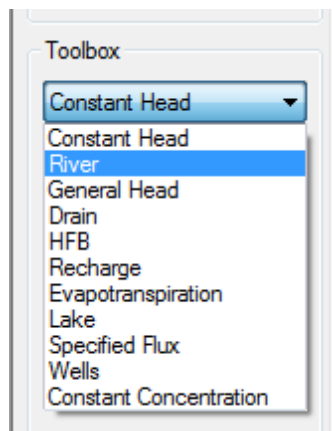 Toolbox
Constant Head
Constant Head
River
General Head
Drain
HFB
Recharge
Evapotranspiration
Lake
Specified Flux
Wells
Constant Concentration